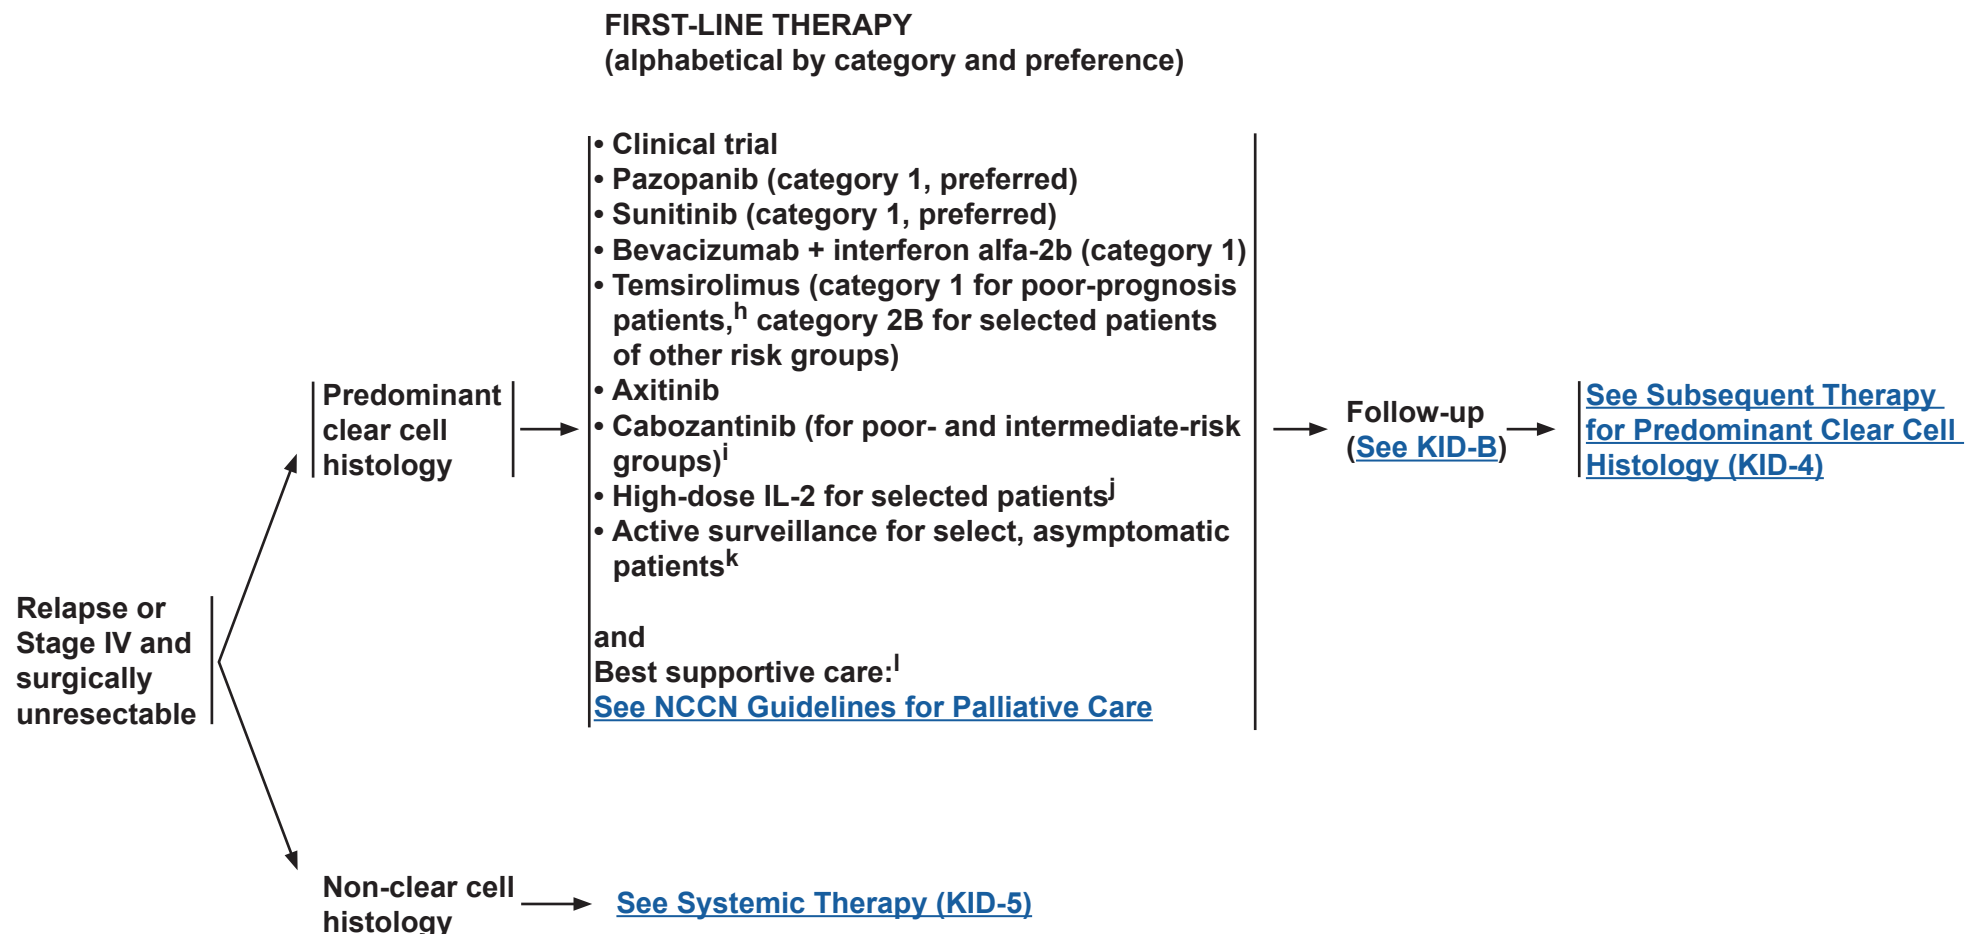 FIRST-LINE THERAPY
(alphabetical by category and preference)
• Clinical trial
• Pazopanib (category 1, preferred)
• Sunitinib (category 1, preferred)
• Bevacizumab + interferon alfa-2b (category 1)
• Temsirolimus (category 1 for poor-prognosis
patients,h category 2B for selected patients
of other risk groups)
• Axitinib
• Cabozantinib (for poor- and intermediate-risk
groups)i
• High-dose IL-2 for selected patientsj
• Active surveillance for select, asymptomatic
patientsk
and
Best supportive care:l
See NCCN Guidelines for Palliative Care
Predominant
clear cell
histology
Follow-up
(See KID-B)
See Subsequent Therapy
for Predominant Clear Cell
Histology (KID-4)
Relapse or
Stage IV and
surgically
unresectable
Non-clear cell
histology
See Systemic Therapy (KID-5)